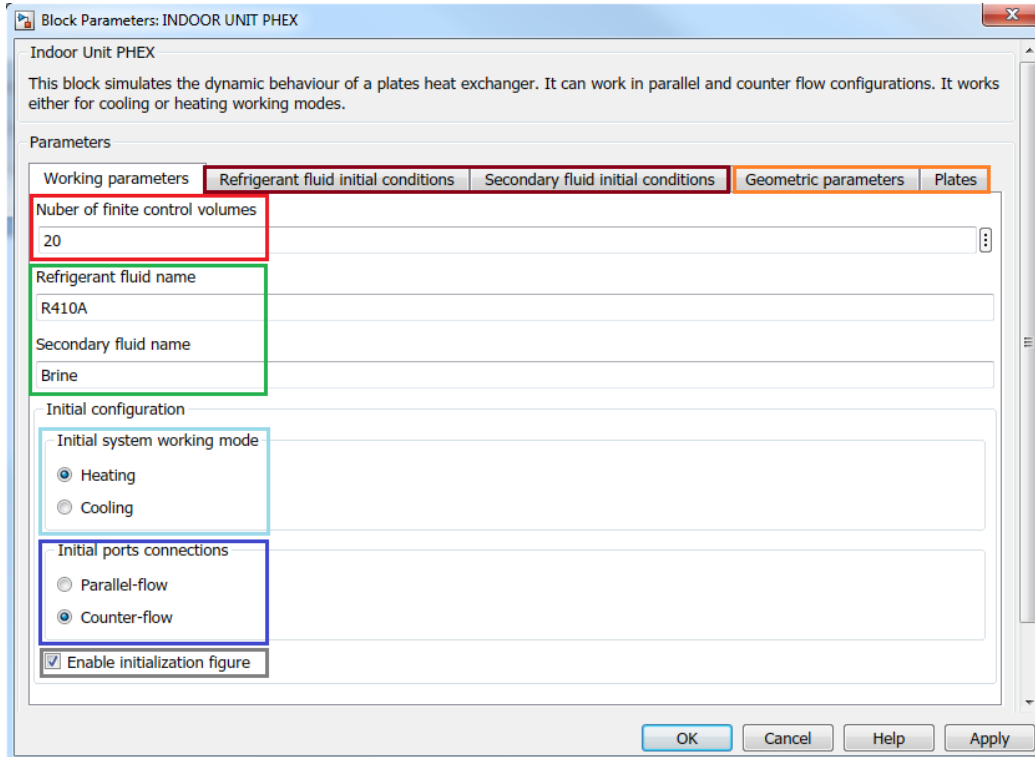 Block Parameters: INDOOR UNIT PHEX
Indoor Unit PHEX
This block simulates the dynamic behaviour of a plates heat exchanger. It can work in parallel and counter flow configurations. It works
either for cooling or heating working modes.
Parameters
Working parameters Refrigerant fluid initial conditions Secondary fluid initial conditions Geometric parameters Plates
Nuber of finite control volumes
20
Refrigerant fluid name
R410A
Secondary fluid name
Brine
Initial configuration
Initial system working mode
Heating
Cooling
Initial ports connections
Parallel-flow
Counter-flow
Enable initialization figure
OK Cancel Help Apply